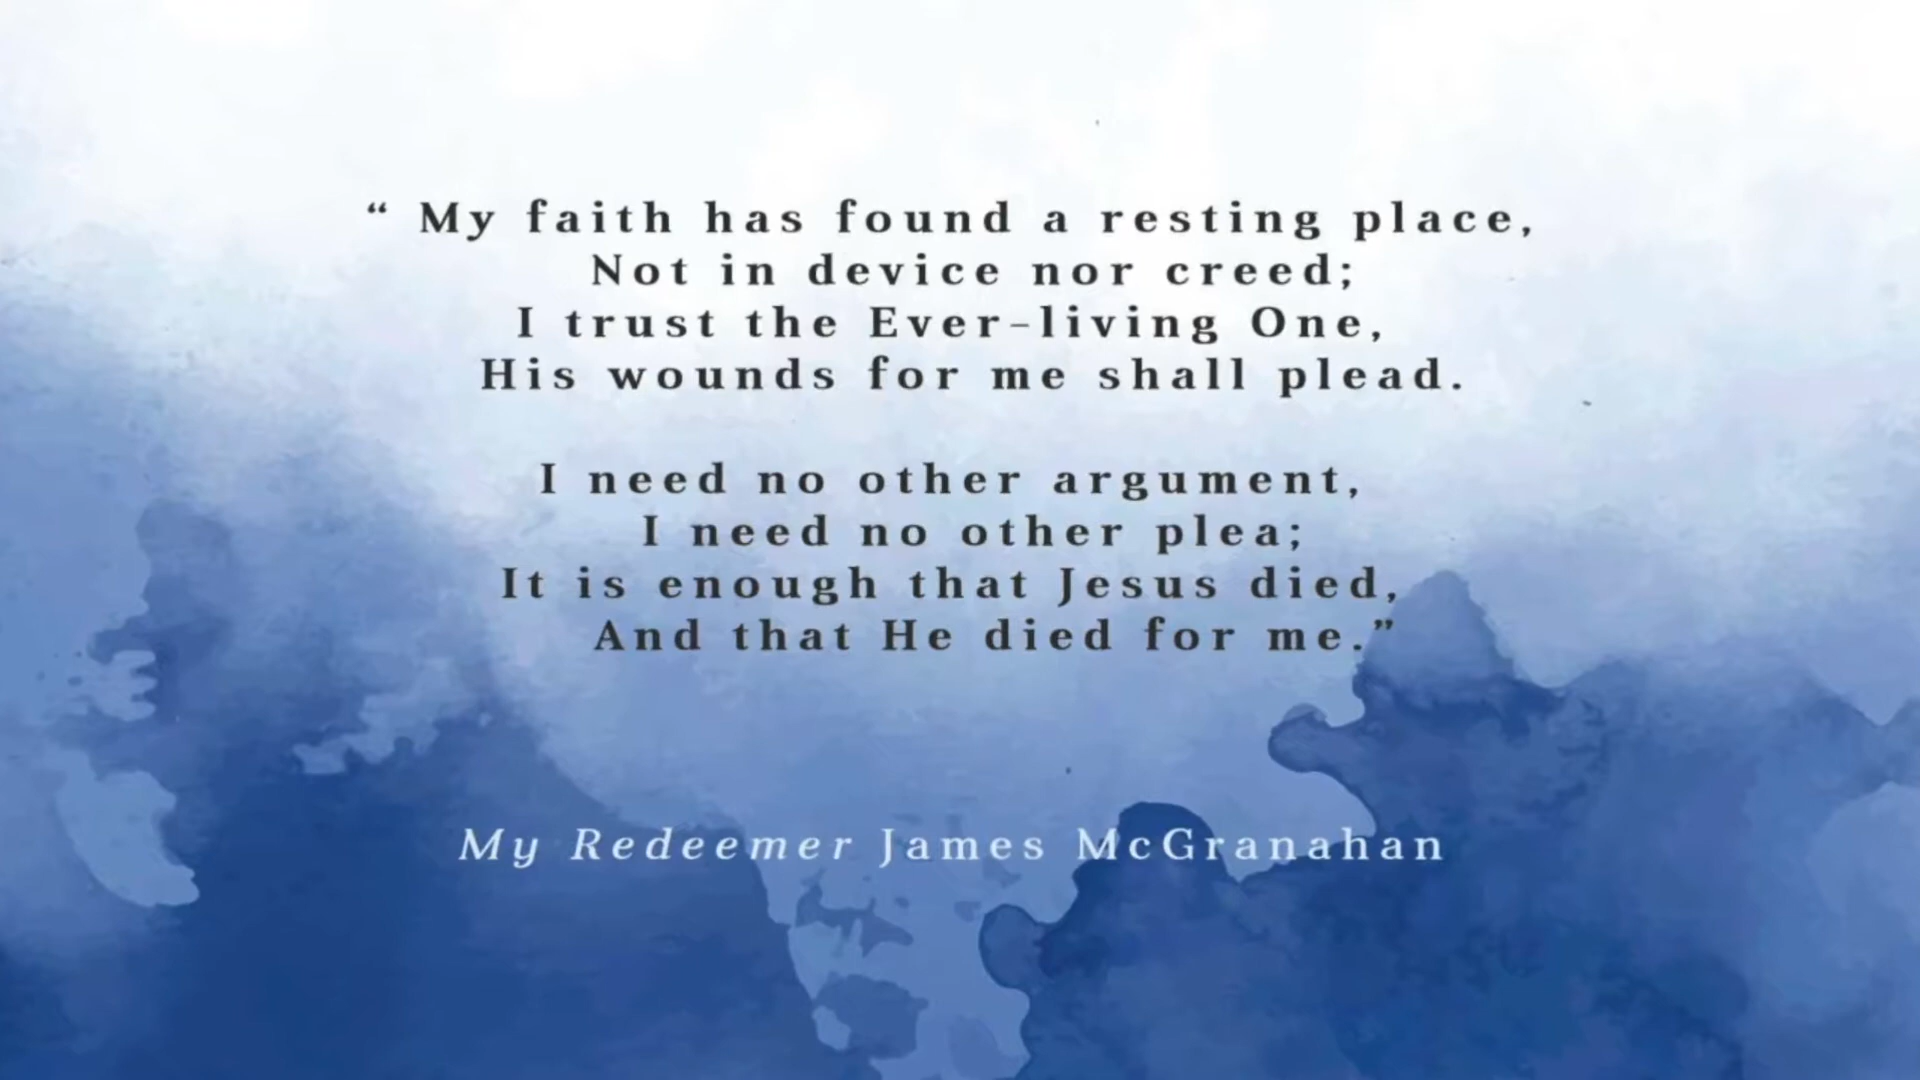 “ My faith has found a resting place,
Not in device nor creed;
I trust the Ever-living One,
His wounds for me shall plead.
I need no other argument,
I need no other plea;
It is enough that Jesus died,
And that He died for me.”
My Redeemer James McGranahan